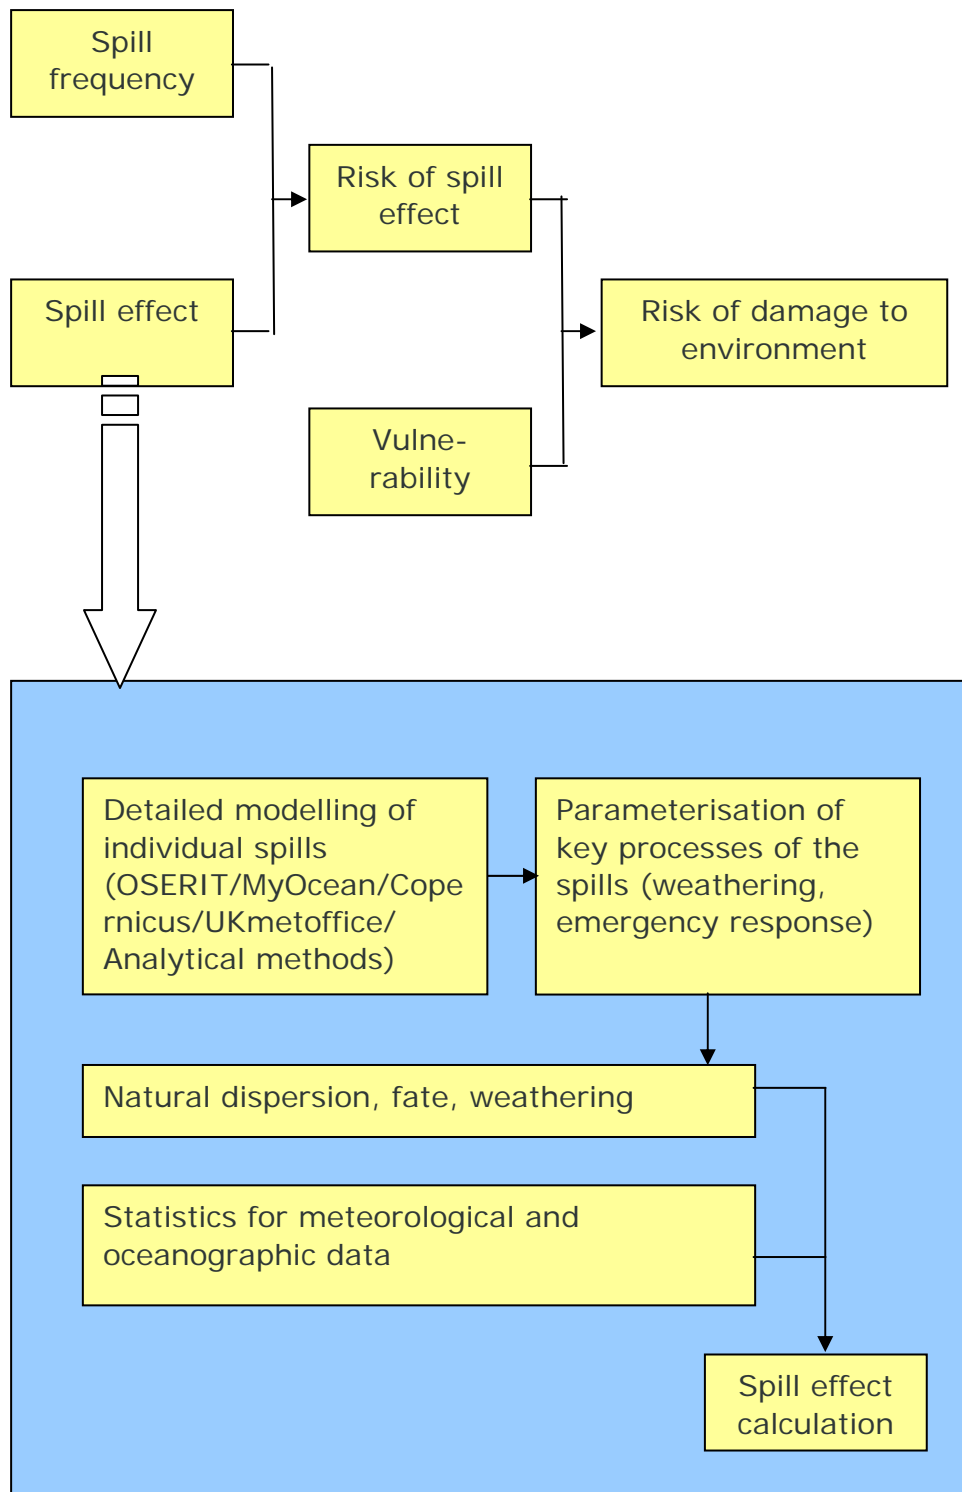 Spill
frequency
Risk of spill
effect
Spill effect
Risk of damage to
environment
Vulne-
rability
Detailed modelling of
individual spills
(OSERIT/MyOcean/Cope
rnicus/UKmetoffice/
Analytical methods)
Parameterisation of
key processes of the
spills (weathering,
emergency response)
Natural dispersion, fate, weathering
Statistics for meteorological and
oceanographic data
Spill effect
calculation